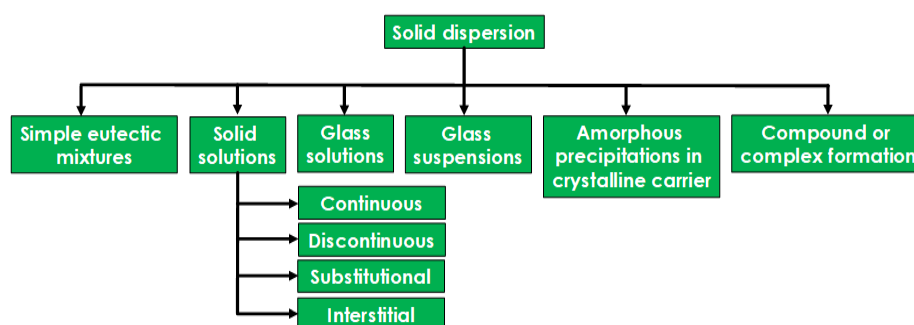 Solid dispersion
Simple eutectic
mixtures
Solid
solutions
Glass
solutions
Glass
suspensions
Amorphous
precipitations in
crystalline carrier
Compound or
complex formation
Continuous
Discontinuous
Substitutional
Interstitial